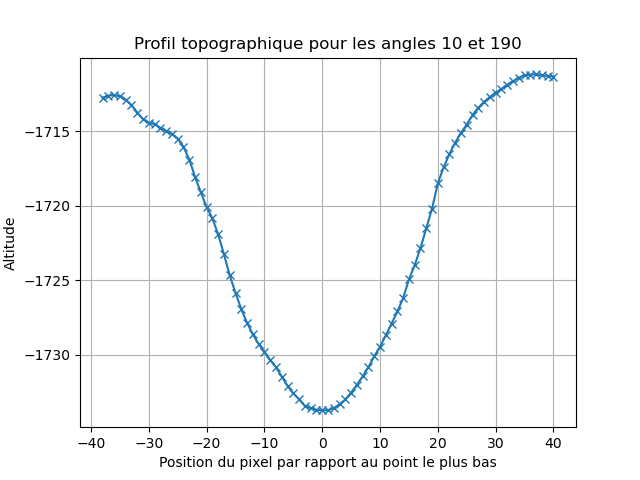 Profil topographique pour les angles 10 et 190
Altitude
−1715
−1720
−1725
−1730
−40 −30 −20 −10 0 10 20 30 40
Position du pixel par rapport au point le plus bas